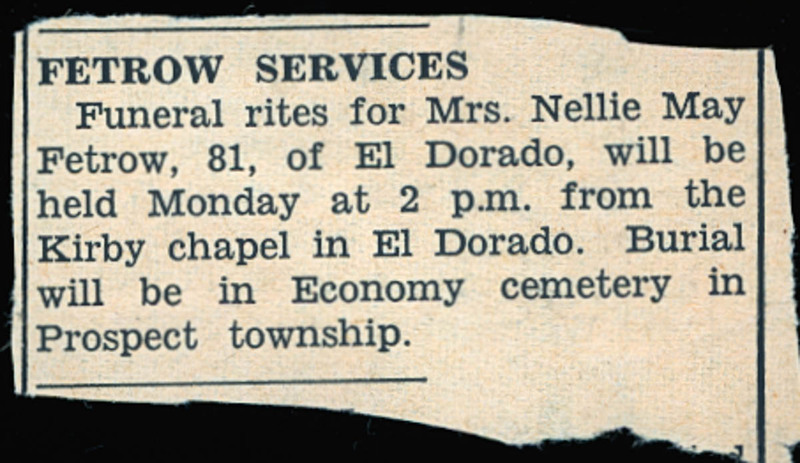 FETROW SERVICES
Funeral rites for Mrs. Nellie May
Fetrow, 81, of El Dorado, will be
held Monday at 2 p.m. from the
Kirby chapel in El Dorado. Burial
will be in Economy cemetery in
Prospect township.